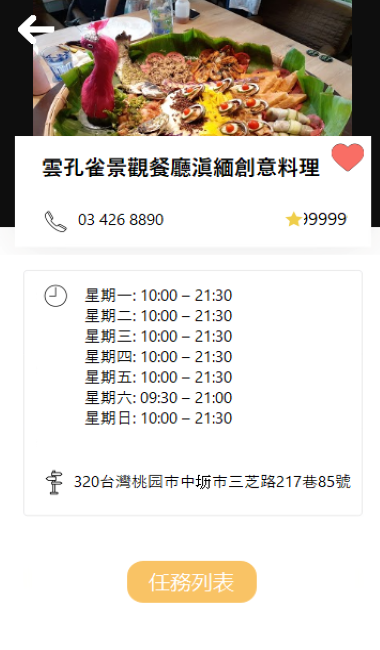 雲孔雀景觀餐廳滇緬創意料理
03 426 8890
99999
星期一: 10:00 – 21:30
星期二: 10:00 – 21:30
星期三: 10:00 – 21:30
星期四: 10:00 – 21:30
星期五: 10:00 – 21:30
星期六: 09:30 – 21:00
星期日: 10:00 – 21:30
320台灣桃园市中坜市三芝路217巷85號
任務列表